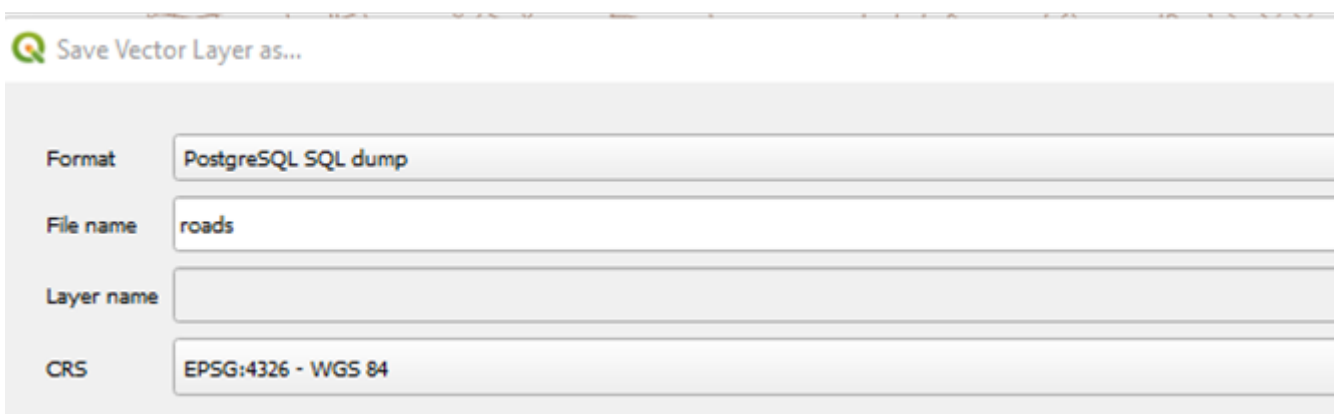 Save Vector Layer as...
Format PostgreSQL SQL dump
File name roads
Layer name
CRS EPSG:4326 - WGS 84